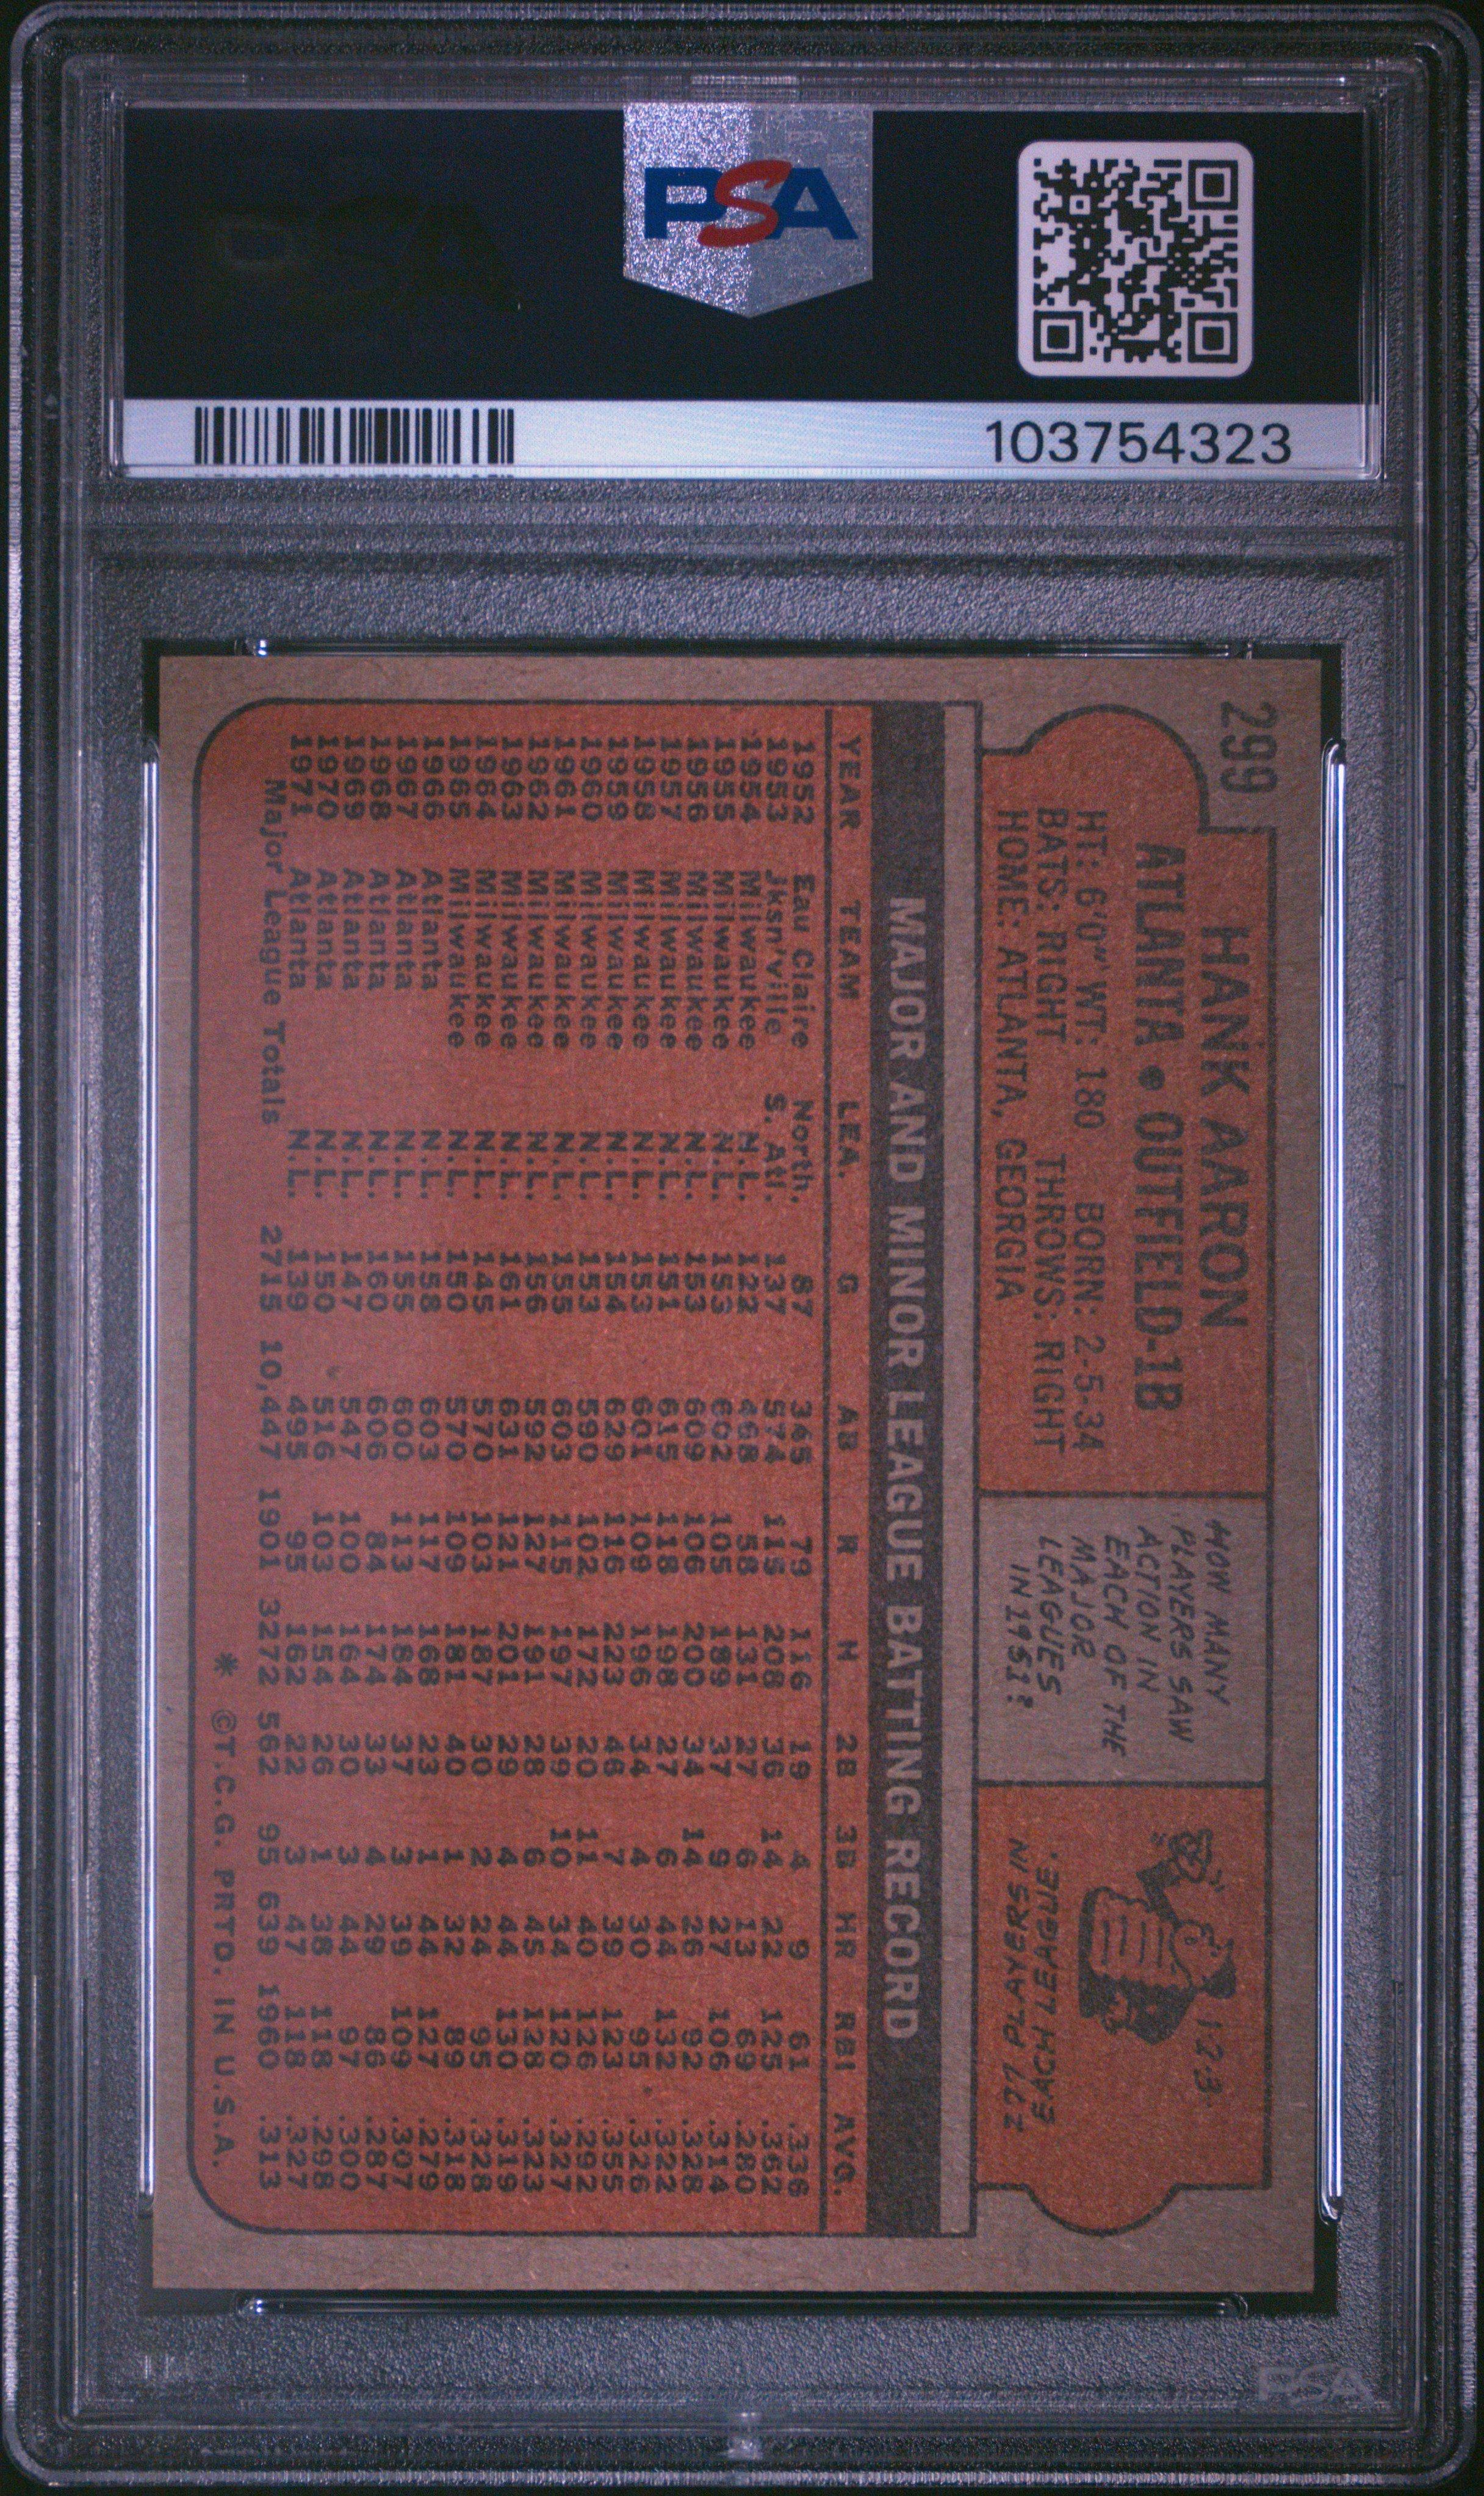 PSA
103754323
299
HANK AARON
ATLANTA • OUTFIELD-1B
HT: 6'0" WT: 180 BORN: 2-5-34
BATS: RIGHT THROWS: RIGHT
HOME: ATLANTA, GEORGIA
HOW MANY
PLAYERS SAW
ACTION IN
EACH OF THE
MAJOR
LEAGUES
IN 1951?
1-2-3
277 PLAYERS IN
EACH LEAGUE.
MAJOR AND MINOR LEAGUE BATTING RECORD
YEAR TEAM LEA. G AB R H 2B 3B HR RBI AVG.
1952 Eau Claire North. 87 365 79 116 19 4 9 61 .336
1953 Jksn'ville S. Atl. 137 574 115 208 36 14 22 125 .362
1954 Milwaukee N.L. 122 468 58 131 27 6 13 69 .280
1955 Milwaukee N.L. 153 602 105 189 37 9 27 106 .314
1956 Milwaukee N.L. 153 609 106 200 34 14 26 92 .328
1957 Milwaukee N.L. 151 615 118 198 27 6 44 132 .322
1958 Milwaukee N.L. 153 601 109 196 34 4 30 95 .326
1959 Milwaukee N.L. 154 629 116 223 46 7 39 123 .355
1960 Milwaukee N.L. 153 590 102 172 20 11 40 126 .292
1961 Milwaukee N.L. 155 603 115 197 39 10 34 120 .327
1962 Milwaukee N.L. 156 592 127 191 28 6 45 128 .323
1963 Milwaukee N.L. 161 631 121 201 29 4 44 130 .319
1964 Milwaukee N.L. 145 570 103 187 30 2 24 95 .328
1965 Milwaukee N.L. 150 570 109 181 40 1 32 89 .318
1966 Atlanta N.L. 158 603 117 168 23 1 44 127 .279
1967 Atlanta N.L. 155 600 113 184 37 3 39 109 .307
1968 Atlanta N.L. 160 606 84 174 33 4 29 86 .287
1969 Atlanta N.L. 147 547 100 164 30 3 44 97 .300
1970 Atlanta N.L. 150 516 103 154 26 1 38 118 .298
1971 Atlanta N.L. 139 495 95 162 22 3 47 118 .327
Major League Totals 2715 10,447 1901 3272 562 95 639 1960 .313
* ©T.C.G. PRTD. IN U.S.A.
PSA